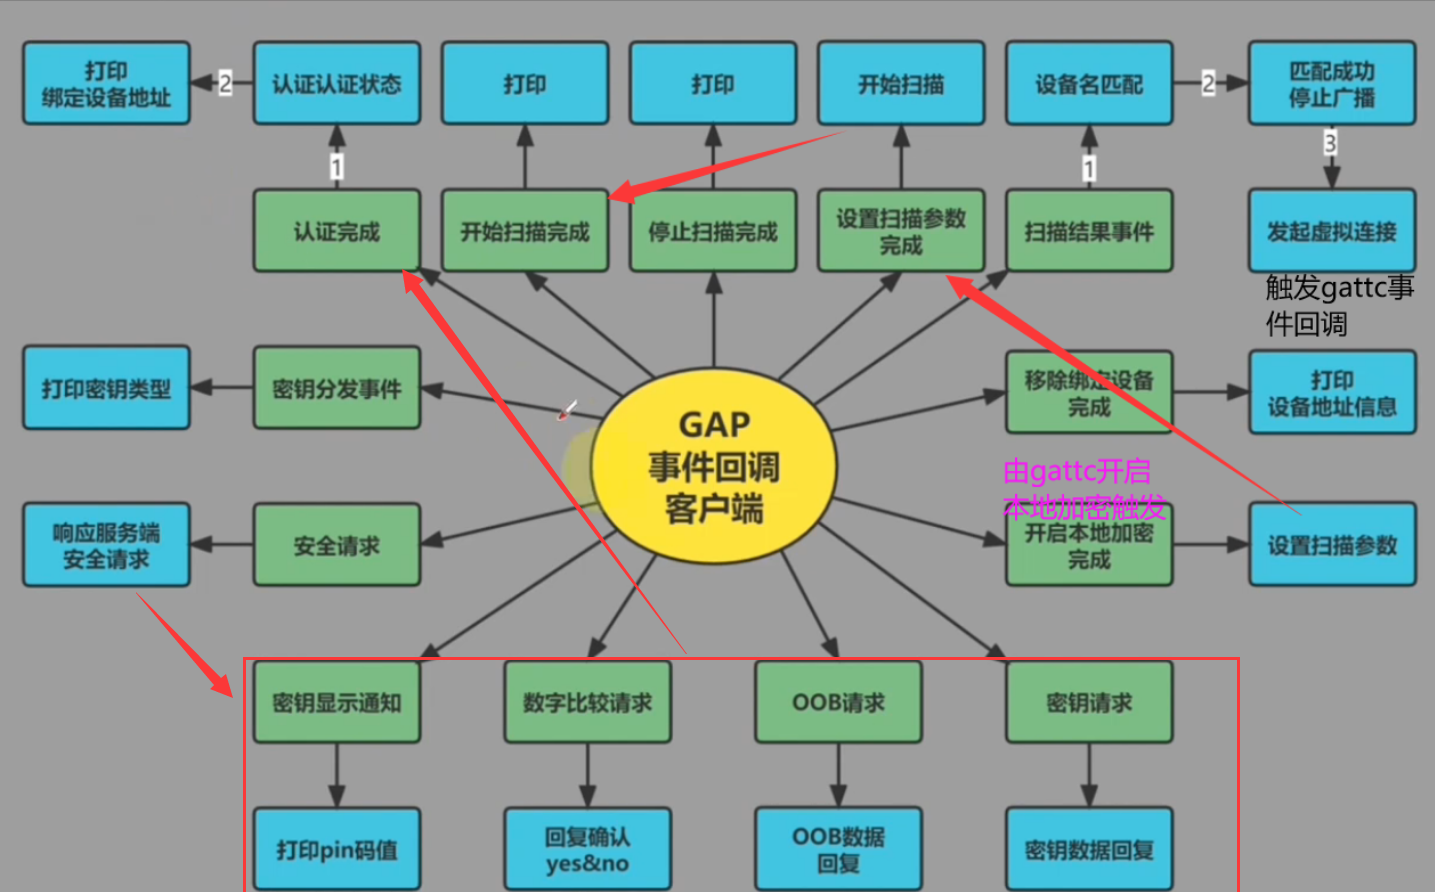 打印
绑定设备地址
2
认证认证状态
打印
打印
开始扫描
设备名匹配
2
匹配成功
停止广播
1
1
3
认证完成
开始扫描完成
停止扫描完成
设置扫描参数
完成
扫描结果事件
发起虚拟连接
触发gattc事
件回调
打印密钥类型
密钥分发事件
GAP
事件回调
客户端
移除绑定设备
完成
打印
设备地址信息
由gattc开启
本地加密触发
响应服务端
安全请求
安全请求
开启本地加密
完成
设置扫描参数
密钥显示通知
数字比较请求
OOB请求
密钥请求
打印pin码值
回复确认
yes&no
OOB数据
回复
密钥数据回复